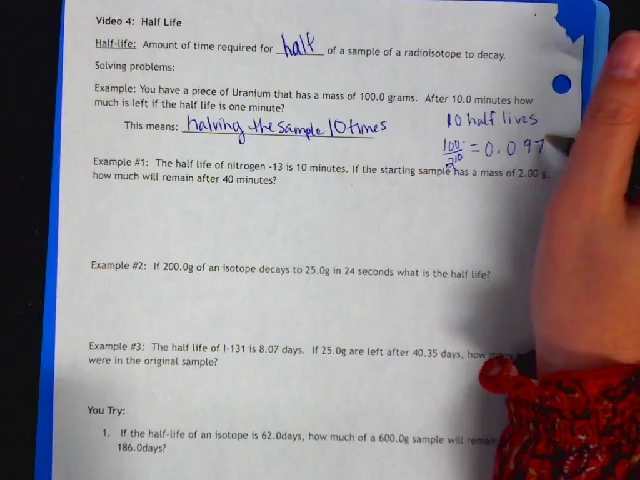 Video 4: Half Life
Half-life: Amount of time required for half of a sample of a radioisotope to decay.
Solving problems:
Example: You have a piece of Uranium that has a mass of 100.0 grams. After 10.0 minutes how
much is left if the half life is one minute?
10 half lives
This means: halving the sample 10 times
100/2^10 = 0.097
Example #1: The half life of nitrogen -13 is 10 minutes. If the starting sample has a mass of 2.00 g,
how much will remain after 40 minutes?
Example #2: If 200.0g of an isotope decays to 25.0g in 24 seconds what is the half life?
Example #3: The half life of I-131 is 8.07 days. If 25.0g are left after 40.35 days, how
were in the original sample?
You Try:
1. If the half-life of an isotope is 62.0days, how much of a 600.0g sample will remain
186.0days?